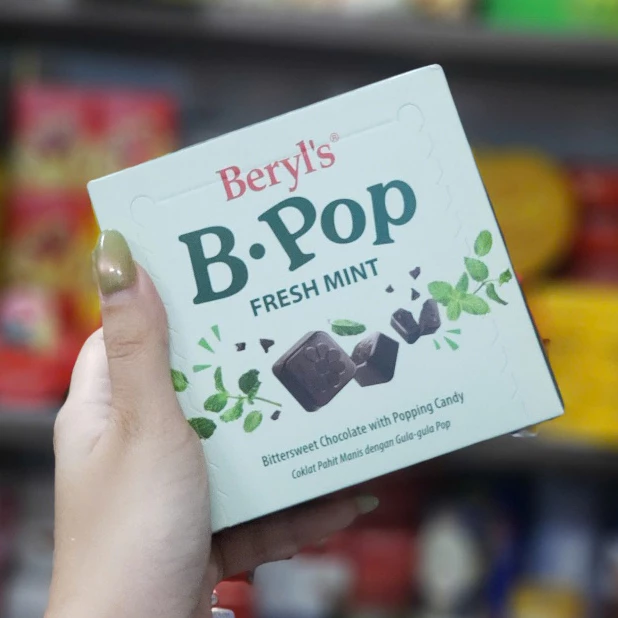 Beryl's®
B·Pop
FRESH MINT
Bittersweet Chocolate with Popping Candy
Coklat Pahit Manis dengan Gula-gula Pop